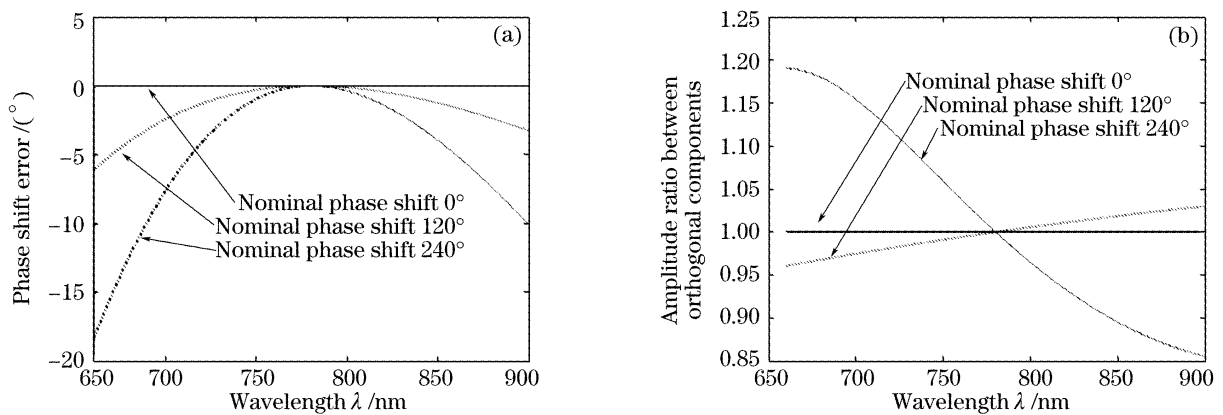 (a)
5
0
−5
−10
−15
−20
650
700
750
800
850
900
Phase shift error /(°)
Wavelength λ /nm
Nominal phase shift 0°
Nominal phase shift 120°
Nominal phase shift 240°
(b)
1.25
1.20
1.15
1.10
1.05
1.00
0.95
0.90
0.85
650
700
750
800
850
900
Amplitude ratio between
orthogonal components
Wavelength λ /nm
Nominal phase shift 0°
Nominal phase shift 120°
Nominal phase shift 240°